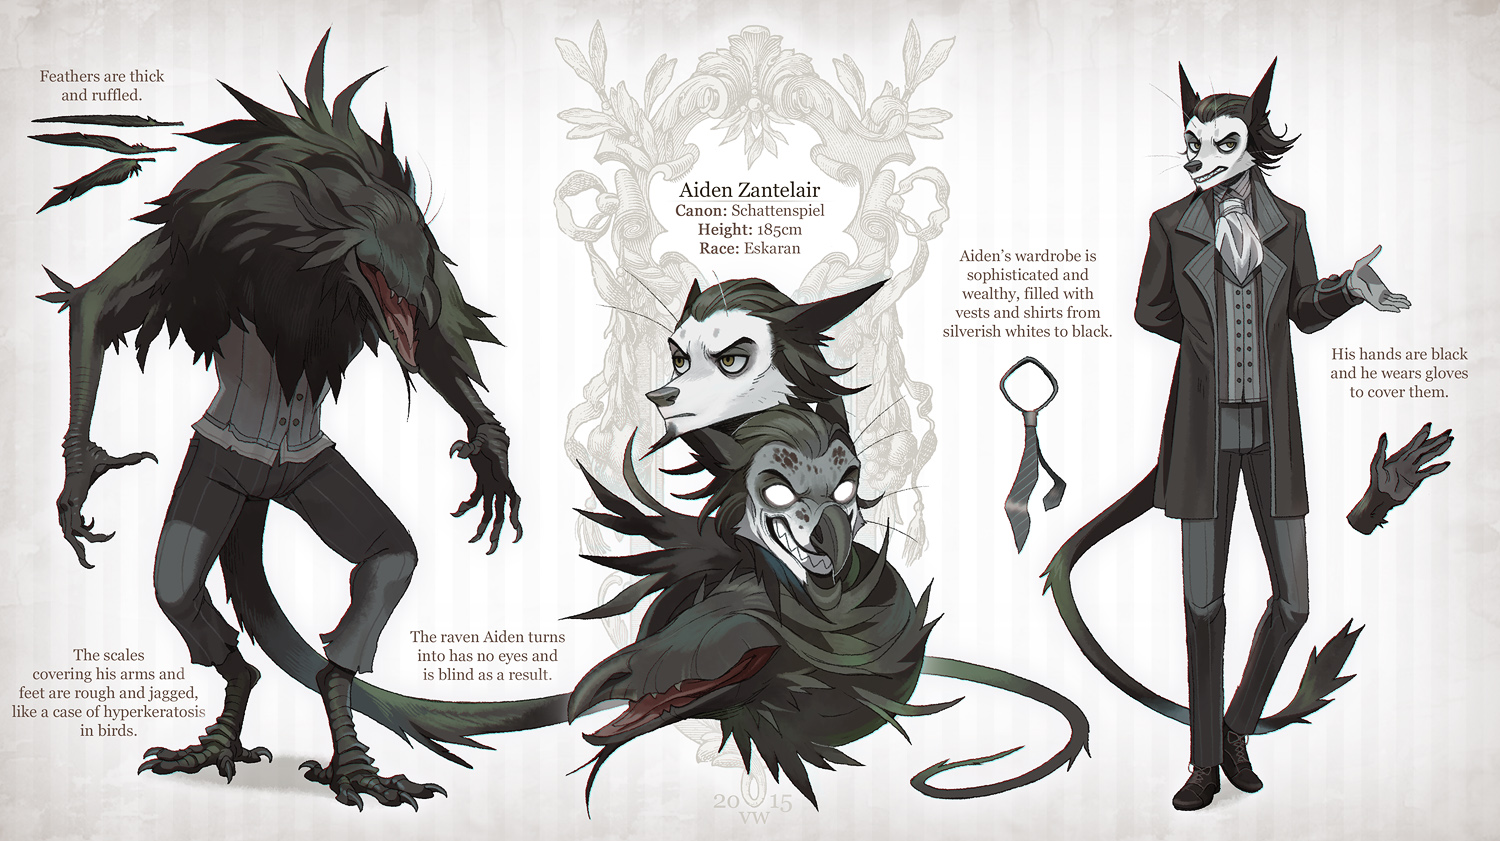 Feathers are thick
and ruffled.
Aiden Zantelair
Canon: Schattenspiel
Height: 185cm
Race: Eskaran
Aiden's wardrobe is
sophisticated and
wealthy, filled with
vests and shirts from
silverish whites to black.
His hands are black
and he wears gloves
to cover them.
The raven Aiden turns
into has no eyes and
is blind as a result.
The scales
covering his arms and
feet are rough and jagged,
like a case of hyperkeratosis
in birds.
2015
VW